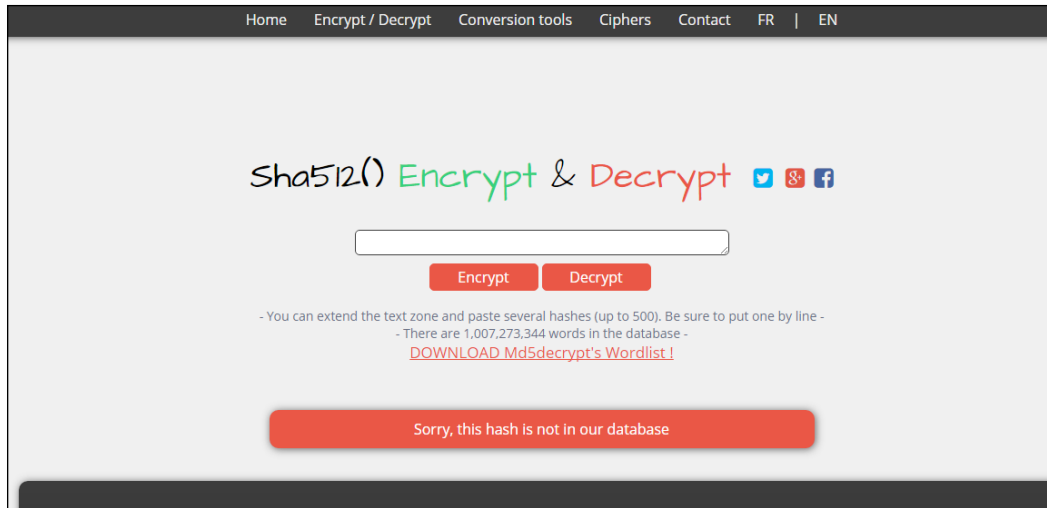 Home Encrypt / Decrypt Conversion tools Ciphers Contact FR | EN
Sha512() Encrypt & Decrypt
Encrypt Decrypt
- You can extend the text zone and paste several hashes (up to 500). Be sure to put one by line -
- There are 1,007,273,344 words in the database -
DOWNLOAD Md5decrypt's Wordlist !
Sorry, this hash is not in our database